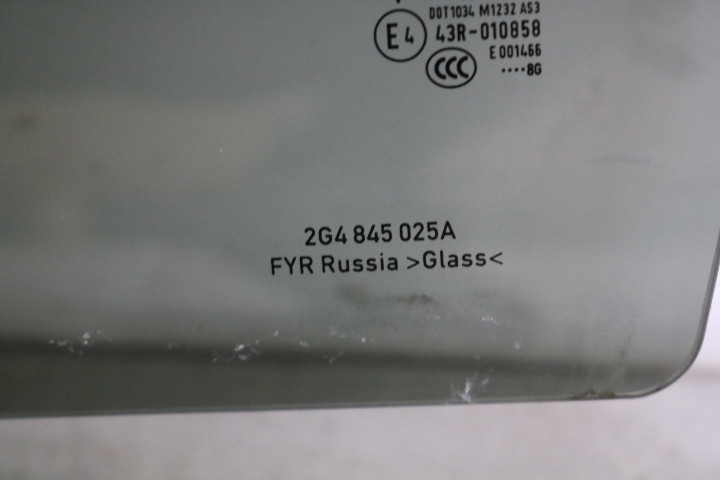 DOT1034 M1232 AS3
E4 43R-010858
E 001466
CCC ····8G
2G4 845 025A
FYR Russia >Glass<